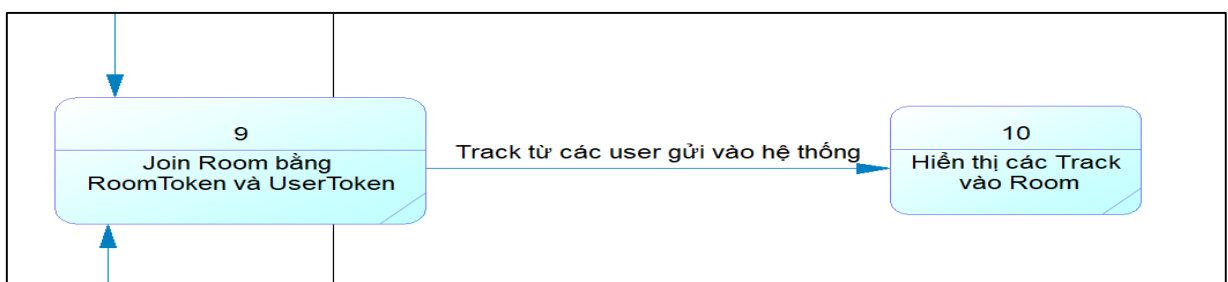 9
Join Room bằng
RoomToken và UserToken
Track từ các user gửi vào hệ thống
10
Hiển thị các Track
vào Room